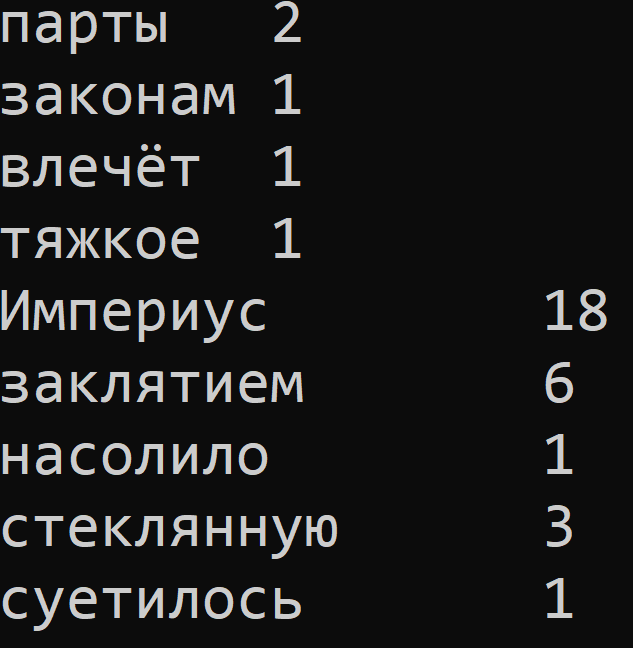 парты 2
законам 1
влечёт 1
тяжкое 1
Империус 18
заклятием 6
насолило 1
стеклянную 3
суетилось 1